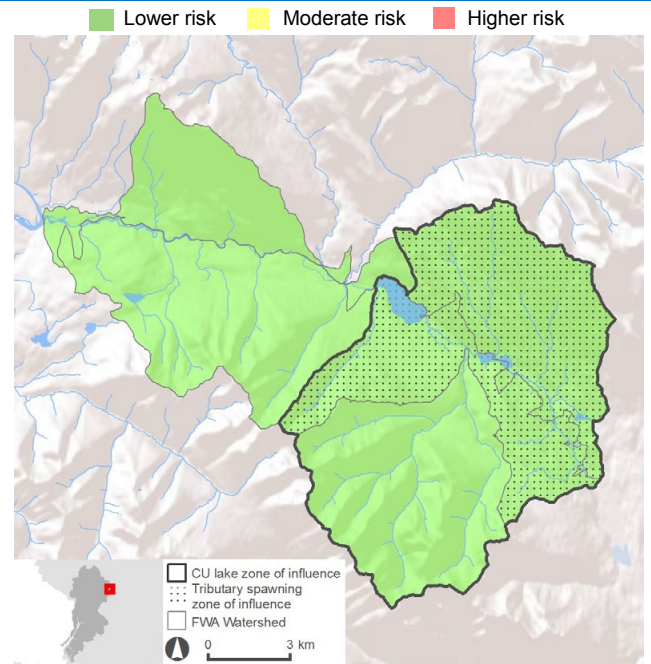 Lower risk Moderate risk Higher risk
CU lake zone of influence
Tributary spawning
zone of influence
FWA Watershed
0 3 km